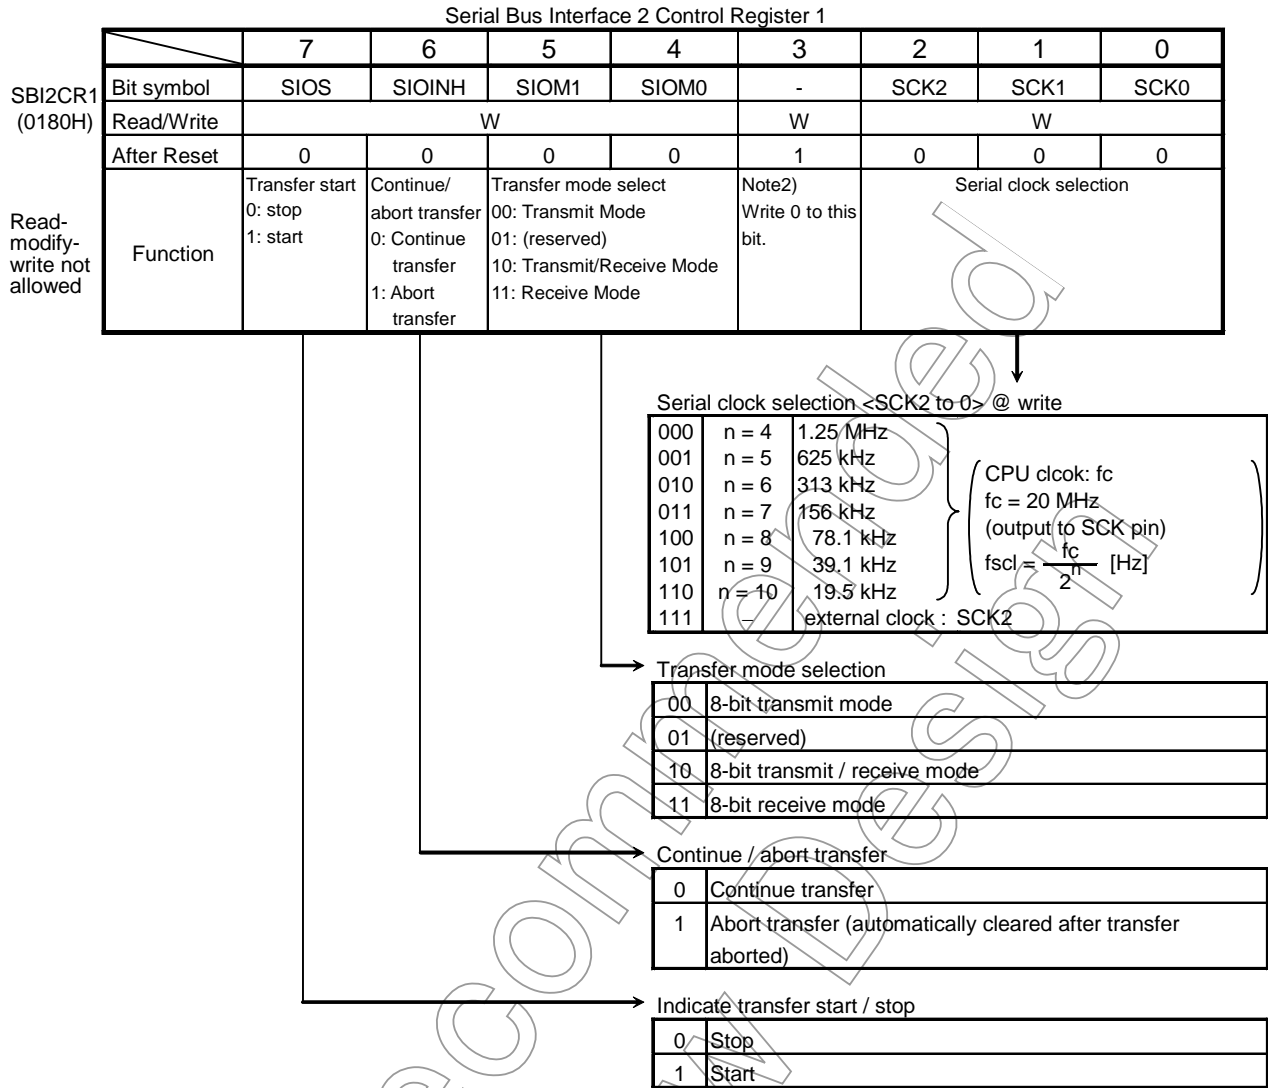 Serial Bus Interface 2 Control Register 1
7 6 5 4 3 2 1 0
SBI2CR1
(0180H)
Bit symbol SIOS SIOINH SIOM1 SIOM0 - SCK2 SCK1 SCK0
Read/Write W W W
After Reset 0 0 0 0 1 0 0 0
Read-
modify-
write not
allowed
Function
Transfer start
0: stop
1: start
Continue/
abort transfer
0: Continue
transfer
1: Abort
transfer
Transfer mode select
00: Transmit Mode
01: (reserved)
10: Transmit/Receive Mode
11: Receive Mode
Note2)
Write 0 to this
bit.
Serial clock selection
Serial clock selection <SCK2 to 0> @ write
000 n = 4 1.25 MHz
001 n = 5 625 kHz
010 n = 6 313 kHz
011 n = 7 156 kHz
100 n = 8 78.1 kHz
101 n = 9 39.1 kHz
110 n = 10 19.5 kHz
111 – external clock : SCK2
CPU clcok: fc
fc = 20 MHz
(output to SCK pin)
fscl = fc / 2^n [Hz]
Transfer mode selection
00 8-bit transmit mode
01 (reserved)
10 8-bit transmit / receive mode
11 8-bit receive mode
Continue / abort transfer
0 Continue transfer
1 Abort transfer (automatically cleared after transfer
aborted)
Indicate transfer start / stop
0 Stop
1 Start
ecommended
w Design